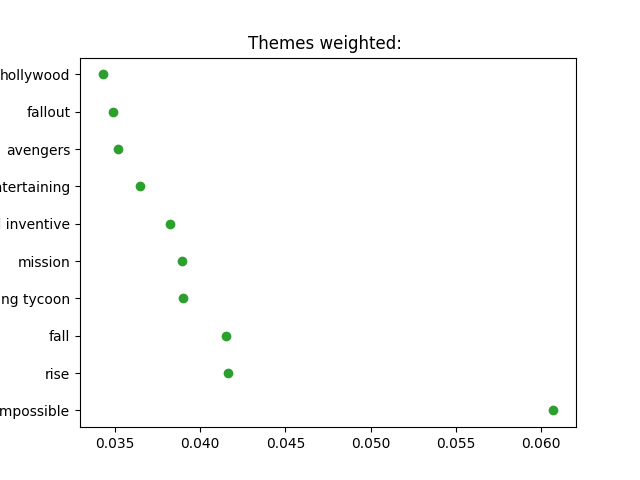 Themes weighted:
hollywood
fallout
avengers
ntertaining
inventive
mission
ng tycoon
fall
rise
mpossible
0.035 0.040 0.045 0.050 0.055 0.060